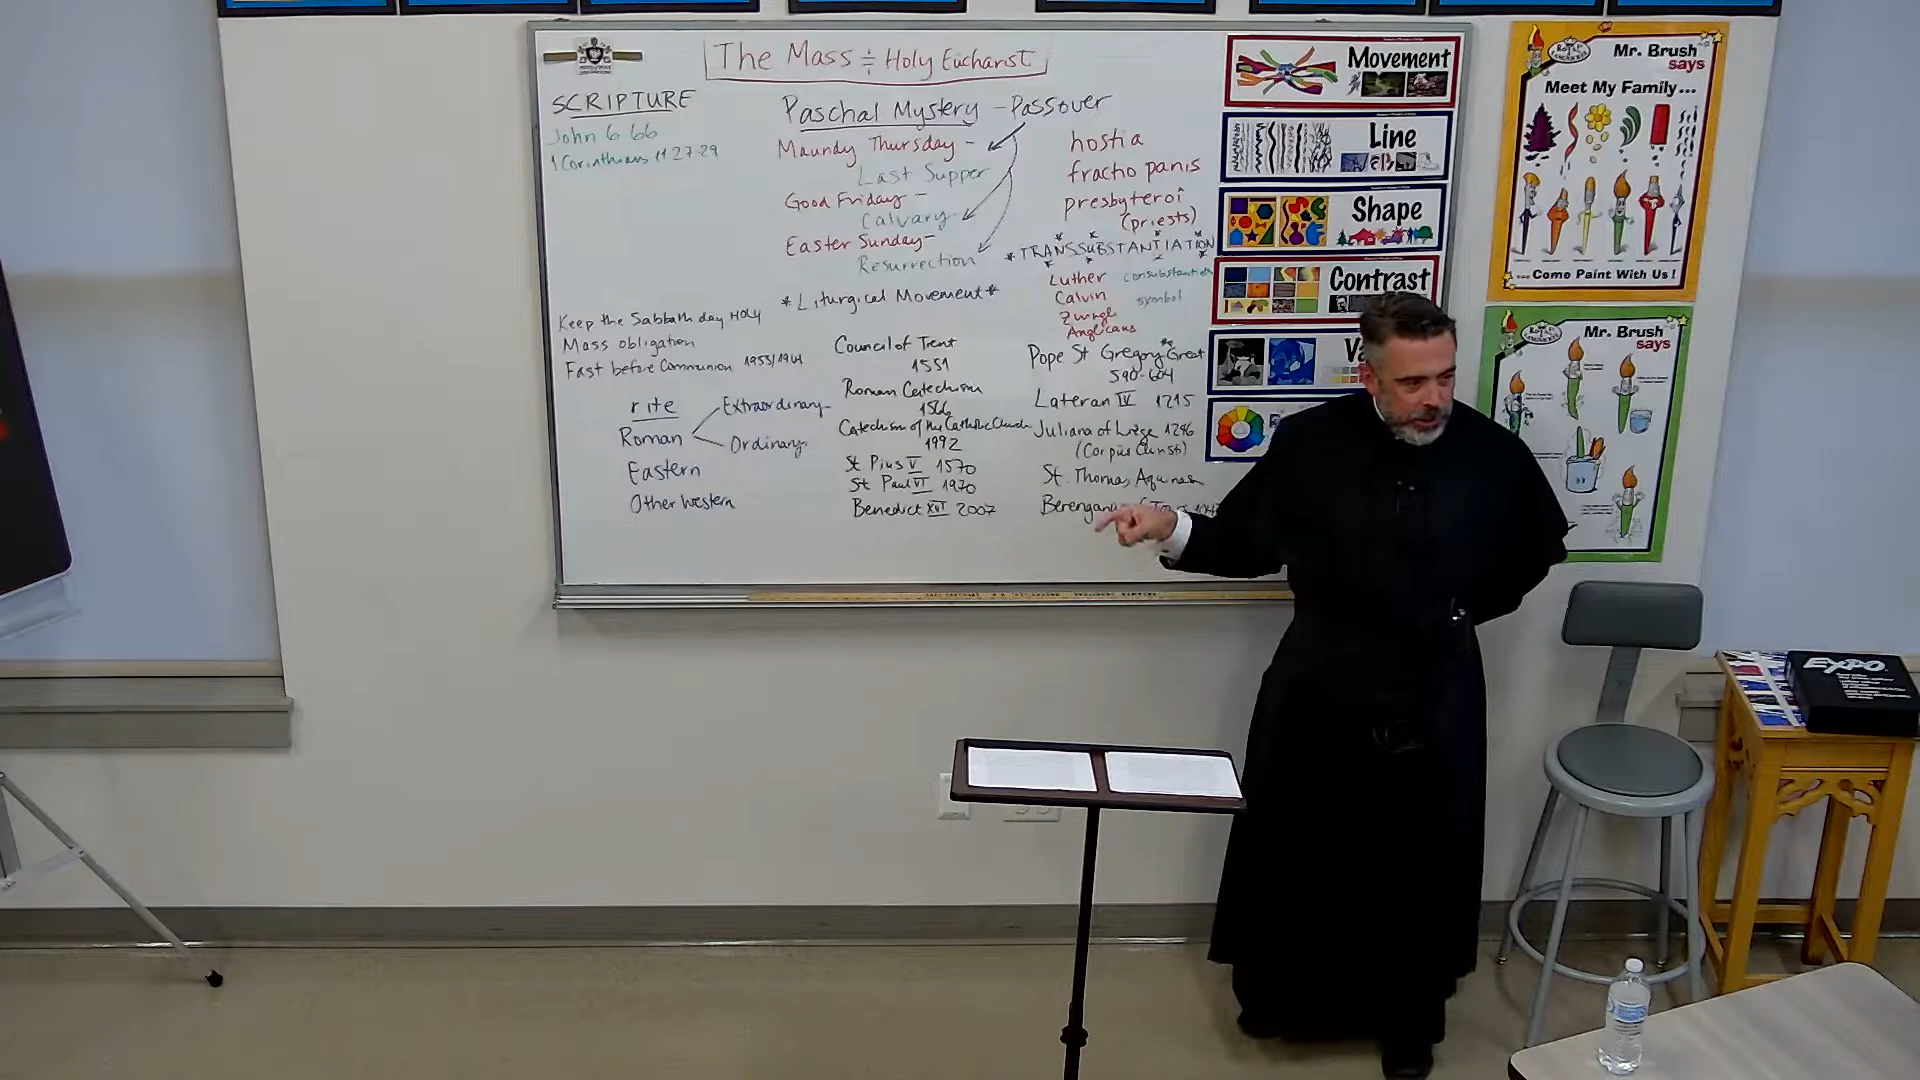 The Mass & Holy Eucharist
SCRIPTURE
John 6 66
1 Corinthians 11 27-29
Paschal Mystery - Passover
Maundy Thursday -
Last Supper
Good Friday -
Calvary
Easter Sunday -
Resurrection
*Liturgical Movement*
hostia
fractio panis
presbyteroi
(priests)
*TRANSSUBSTANTIATION
Luther
Calvin symbol
Anglicans
Keep the Sabbath day HOLY
Mass obligation
Fast before Communion 1953/1964
rite
Roman
Extraordinary
Ordinary
Eastern
Other Western
Council of Trent
1551
Roman Catechism
1566
Catechism of the Catholic Church
1992
St Pius V 1570
St Paul VI 1970
Benedict XVI 2007
Pope St Gregory Great
590-604
Lateran IV 1215
Juliana of Liège 1246
(Corpus Christi)
St. Thomas Aquinas
Movement
Line
Shape
Contrast
Mr. Brush
says
Meet My Family...
...Come Paint With Us!
Mr. Brush
says
EXPO